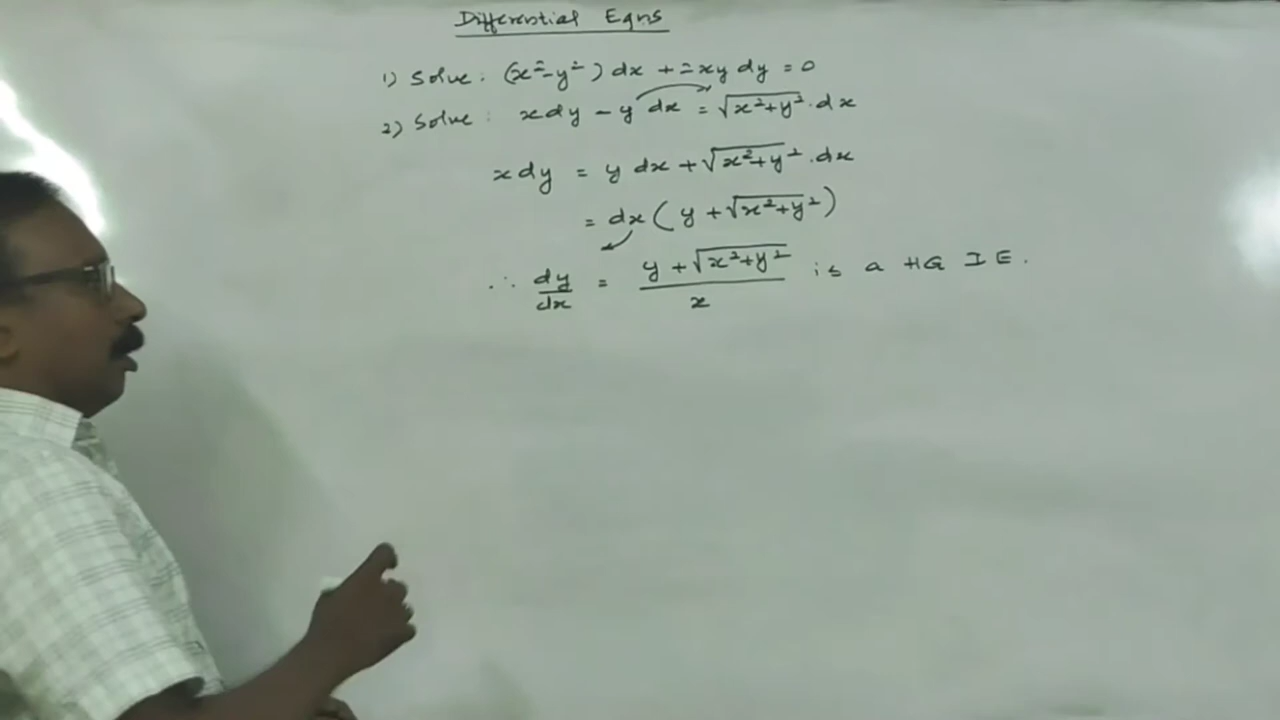 Differential Eqns
1) Solve : (x²-y²) dx + 2xy dy = 0
2) Solve : x dy - y dx = √(x²+y²) . dx
x dy = y dx + √(x²+y²) . dx
= dx ( y + √(x²+y²) )
∴ dy/dx = (y + √(x²+y²))/x is a HG D E.